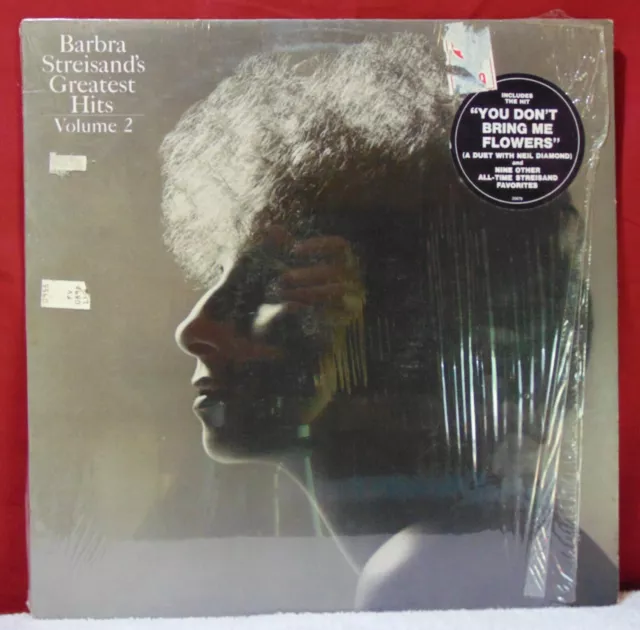 Barbra
Streisand's
Greatest
Hits
Volume 2
INCLUDES
THE HIT
"YOU DON'T
BRING ME
FLOWERS"
(A DUET WITH NEIL DIAMOND)
and
NINE OTHER
ALL-TIME STREISAND
FAVORITES